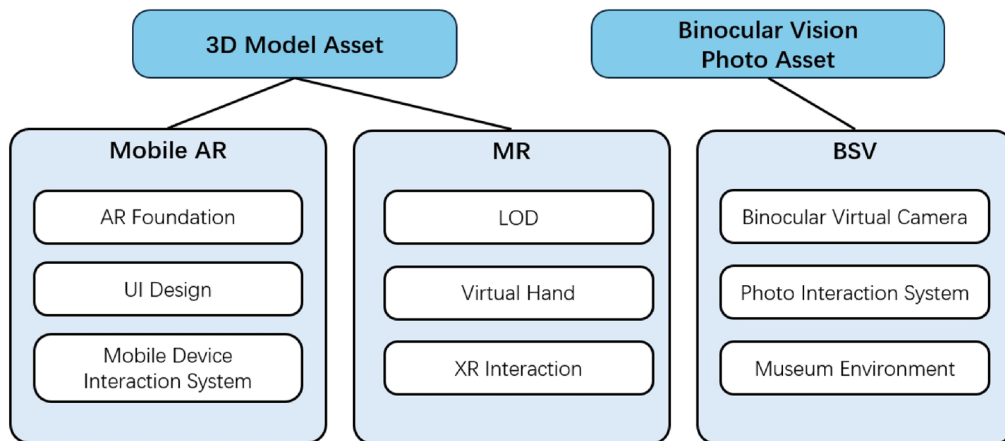 3D Model Asset
Binocular Vision
Photo Asset
Mobile AR
AR Foundation
UI Design
Mobile Device
Interaction System
MR
LOD
Virtual Hand
XR Interaction
BSV
Binocular Virtual Camera
Photo Interaction System
Museum Environment